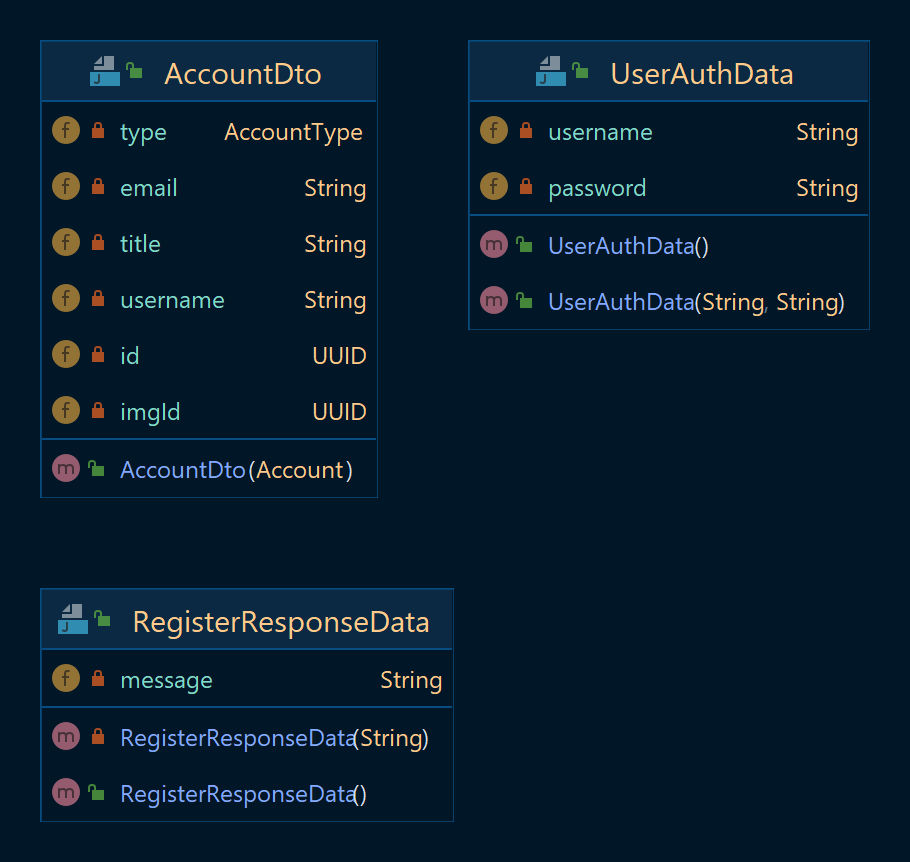 AccountDto
type AccountType
email String
title String
username String
id UUID
imgId UUID
AccountDto(Account)
UserAuthData
username String
password String
UserAuthData()
UserAuthData(String, String)
RegisterResponseData
message String
RegisterResponseData(String)
RegisterResponseData()